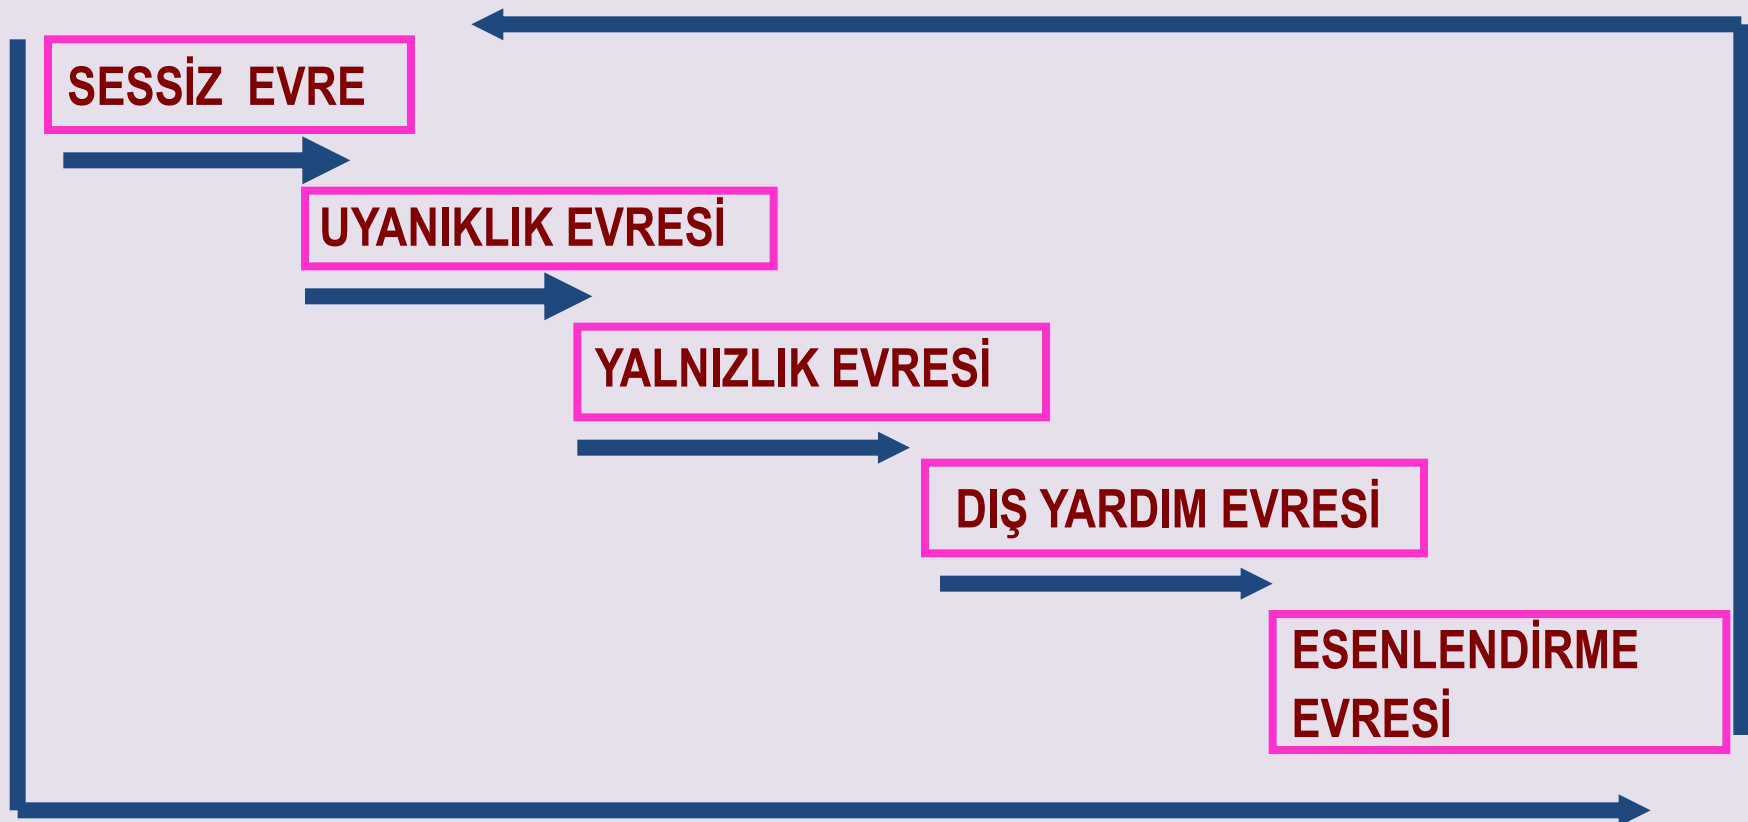 SESSİZ EVRE
UYANIKLIK EVRESİ
YALNIZLIK EVRESİ
DIŞ YARDIM EVRESİ
ESENLENDİRME
EVRESİ